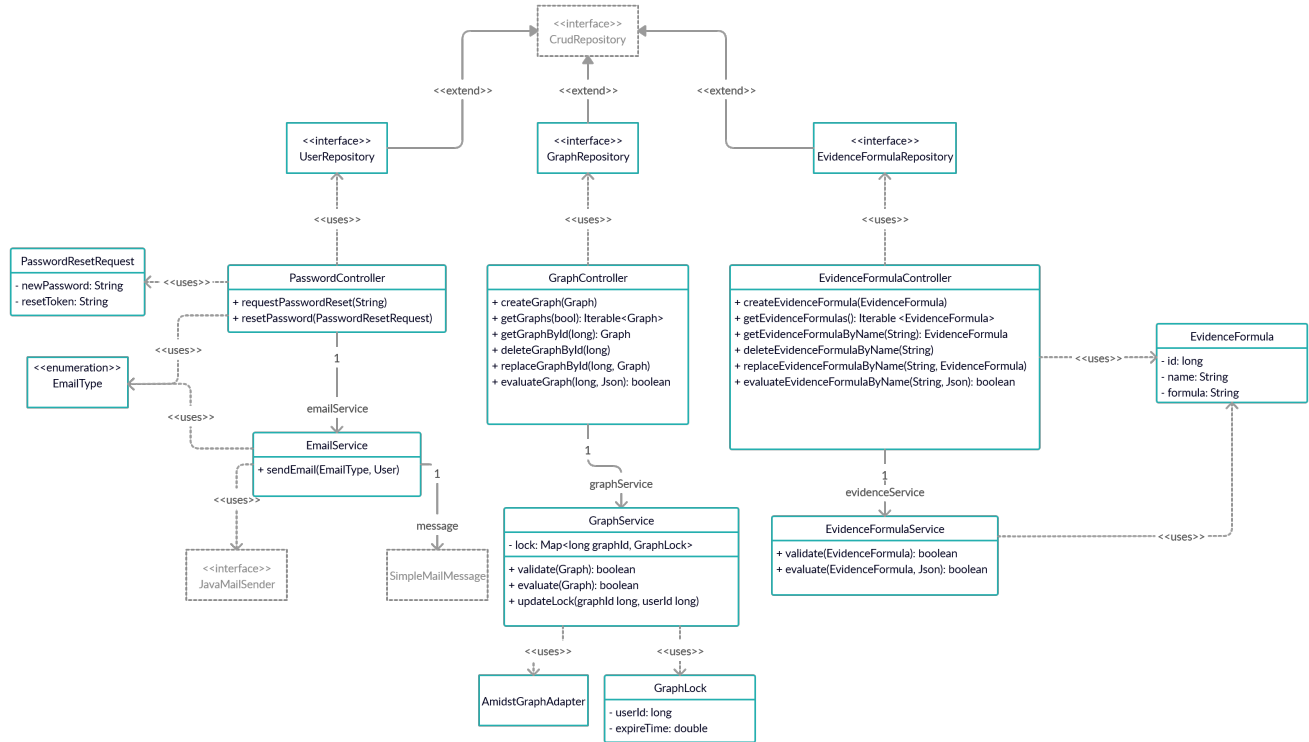 <<interface>>
CrudRepository
<<extend>>
<<extend>>
<<extend>>
<<interface>>
UserRepository
<<interface>>
GraphRepository
<<interface>>
EvidenceFormulaRepository
<<uses>>
<<uses>>
<<uses>>
PasswordResetRequest
- newPassword: String
- resetToken: String
<<uses>>
PasswordController
+ requestPasswordReset(String)
+ resetPassword(PasswordResetRequest)
GraphController
+ createGraph(Graph)
+ getGraphs(bool): Iterable<Graph>
+ getGraphById(long): Graph
+ deleteGraphById(long)
+ replaceGraphById(long, Graph)
+ evaluateGraph(long, Json): boolean
EvidenceFormulaController
+ createEvidenceFormula(EvidenceFormula)
+ getEvidenceFormulas(): Iterable <EvidenceFormula>
+ getEvidenceFormulaByName(String): EvidenceFormula
+ deleteEvidenceFormulaByName(String)
+ replaceEvidenceFormulaByName(String, EvidenceFormula)
+ evaluateEvidenceFormulaByName(String, Json): boolean
<<uses>>
EvidenceFormula
- id: long
- name: String
- formula: String
<<uses>>
<<enumeration>>
EmailType
<<uses>>
1
emailService
EmailService
+ sendEmail(EmailType, User)
<<uses>>
1
message
<<interface>>
JavaMailSender
SimpleMailMessage
1
graphService
GraphService
- lock: Map<long graphId, GraphLock>
+ validate(Graph): boolean
+ evaluate(Graph): boolean
+ updateLock(graphId long, userId long)
1
evidenceService
EvidenceFormulaService
+ validate(EvidenceFormula): boolean
+ evaluate(EvidenceFormula, Json): boolean
<<uses>>
<<uses>>
<<uses>>
AmidstGraphAdapter
GraphLock
- userId: long
- expireTime: double